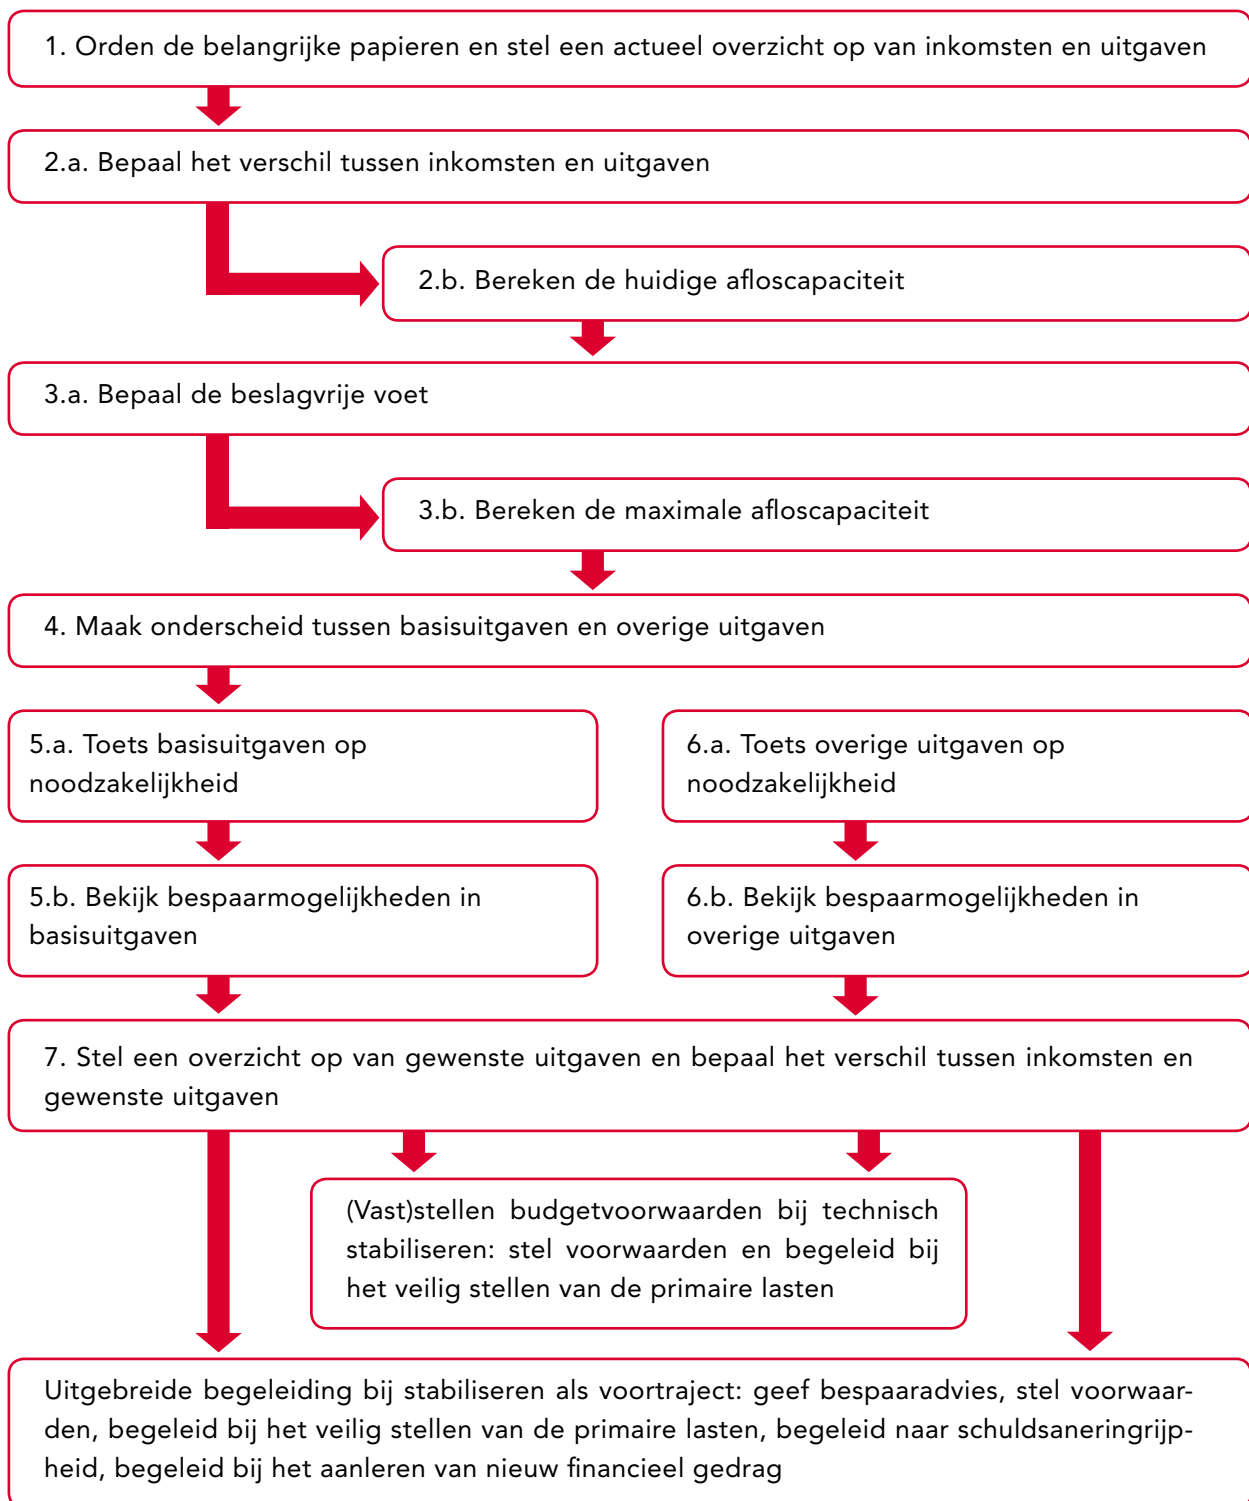 1. Orden de belangrijke papieren en stel een actueel overzicht op van inkomsten en uitgaven
2.a. Bepaal het verschil tussen inkomsten en uitgaven
2.b. Bereken de huidige afloscapaciteit
3.a. Bepaal de beslagvrije voet
3.b. Bereken de maximale afloscapaciteit
4. Maak onderscheid tussen basisuitgaven en overige uitgaven
5.a. Toets basisuitgaven op
noodzakelijkheid
6.a. Toets overige uitgaven op
noodzakelijkheid
5.b. Bekijk bespaarmogelijkheden in
basisuitgaven
6.b. Bekijk bespaarmogelijkheden in
overige uitgaven
7. Stel een overzicht op van gewenste uitgaven en bepaal het verschil tussen inkomsten en
gewenste uitgaven
(Vast)stellen budgetvoorwaarden bij technisch
stabiliseren: stel voorwaarden en begeleid bij
het veilig stellen van de primaire lasten
Uitgebreide begeleiding bij stabiliseren als voortraject: geef bespaaradvies, stel voorwaar-
den, begeleid bij het veilig stellen van de primaire lasten, begeleid naar schuldsaneringrijp-
heid, begeleid bij het aanleren van nieuw financieel gedrag